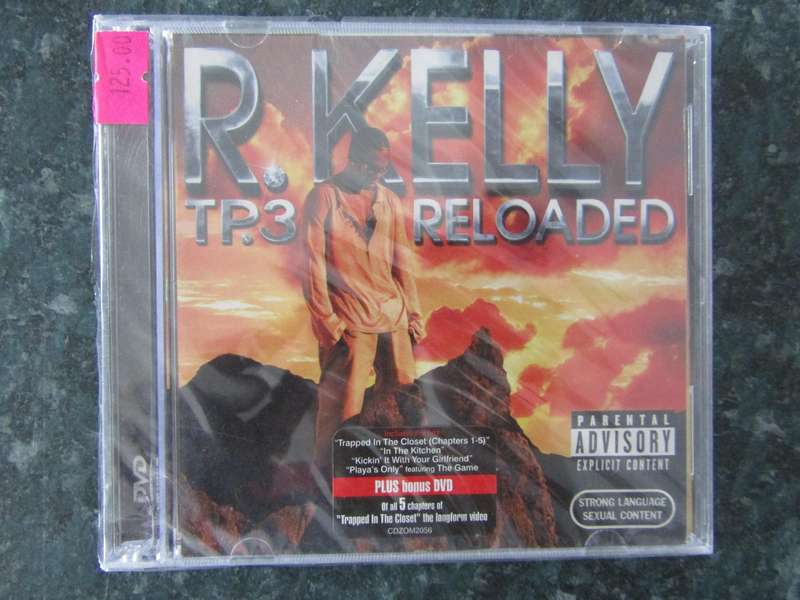 125.00
R. KELLY
TP.3 RELOADED
"Trapped In The Closet (Chapters 1-5)"
"In The Kitchen"
"Kickin' It With Your Girlfriend"
"Playa's Only" featuring The Game
PLUS bonus DVD
Of all 5 chapters of
"Trapped In The Closet" the longform video
CDZOM2056
PARENTAL
ADVISORY
EXPLICIT CONTENT
STRONG LANGUAGE
SEXUAL CONTENT
DVD